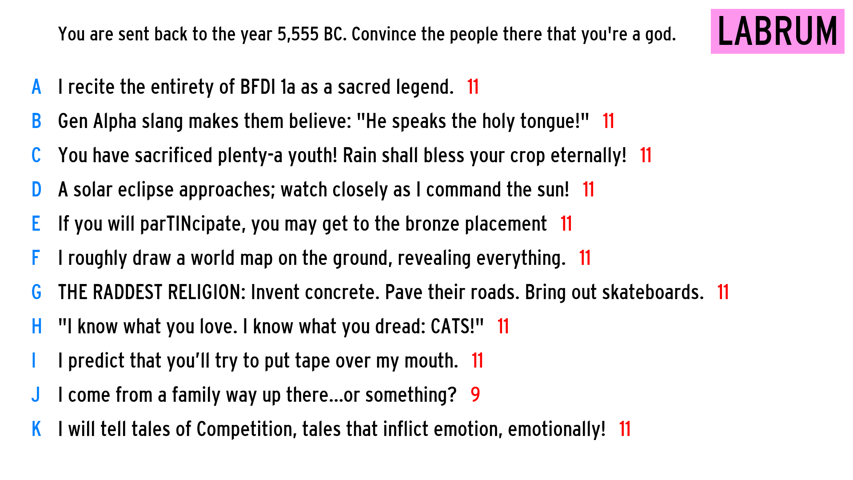 You are sent back to the year 5,555 BC. Convince the people there that you're a god.
LABRUM
A I recite the entirety of BFDI 1a as a sacred legend. 11
B Gen Alpha slang makes them believe: "He speaks the holy tongue!" 11
C You have sacrificed plenty-a youth! Rain shall bless your crop eternally! 11
D A solar eclipse approaches; watch closely as I command the sun! 11
E If you will parTINcipate, you may get to the bronze placement 11
F I roughly draw a world map on the ground, revealing everything. 11
G THE RADDEST RELIGION: Invent concrete. Pave their roads. Bring out skateboards. 11
H "I know what you love. I know what you dread: CATS!" 11
I I predict that you’ll try to put tape over my mouth. 11
J I come from a family way up there...or something? 9
K I will tell tales of Competition, tales that inflict emotion, emotionally! 11